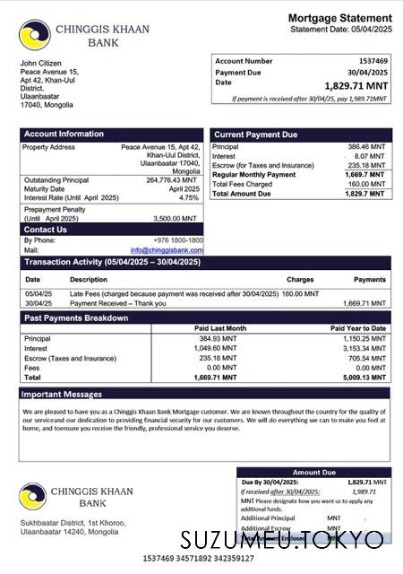 CHINGGIS KHAAN
BANK
Mortgage Statement
Statement Date: 05/04/2025
John Citizen
Peace Avenue 15,
Apt 42, Khan-Uul
District,
Ulaanbaatar
17040, Mongolia
Account Number 1537469
Payment Due 30/04/2025
Date 1,829.71 MNT
If payment is received after 30/04/25, pay 1,989.71MNT
Account Information
Property Address Peace Avenue 15, Apt 42,
Khan-Uul District,
Ulaanbaatar 17040,
Mongolia
Outstanding Principal 264,776.43 MNT
Maturity Date April 2025
Interest Rate (Until April 2025) 4.75%
Prepayment Penalty
(Until April 2025) 3,500.00 MNT
Contact Us
By Phone: +976 1800-1800
Mail: info@chinggisbank.com
Current Payment Due
Principal 386.46 MNT
Interest 8.07 MNT
Escrow (for Taxes and Insurance) 235.18 MNT
Regular Monthly Payment 1,669.7 MNT
Total Fees Charged 160.00 MNT
Total Amount Due 1,829.7 MNT
Transaction Activity (05/04/2025 – 30/04/2025)
Date Description Charges Payments
05/04/25 Late Fees (charged because payment was received after 30/04/2025) 160.00 MNT
30/04/25 Payment Received – Thank you 1,669.71 MNT
Past Payments Breakdown
Paid Last Month Paid Year to Date
Principal 384.93 MNT 1,150.25 MNT
Interest 1,049.60 MNT 3,153.34 MNT
Escrow (Taxes and Insurance) 235.18 MNT 705.54 MNT
Fees 0.00 MNT 0.00 MNT
Total 1,669.71 MNT 5,009.13 MNT
Important Messages
We are pleased to have you as a Chinggis Khaan Bank Mortgage customer. We are known throughout the country for the quality of
our serviceand our dedication to providing financial security for our customers. We will do everything we can to make you feel at
home, and toensure you receive the friendly, professional service you deserve.
CHINGGIS KHAAN
BANK
Sukhbaatar District, 1st Khoroo,
Ulaanbaatar 14240, Mongolia
Amount Due
Due By 30/04/2025: 1,829.71 MNT
If received after 30/04/2025: 1,989.71
MNT Please designate how you want us to apply any
additional funds.
Additional Principal MNT
Additional Escrow
Total Amount Enclosed MNT
SUZUMEU.TOKYO
1537469 34571892 342359127